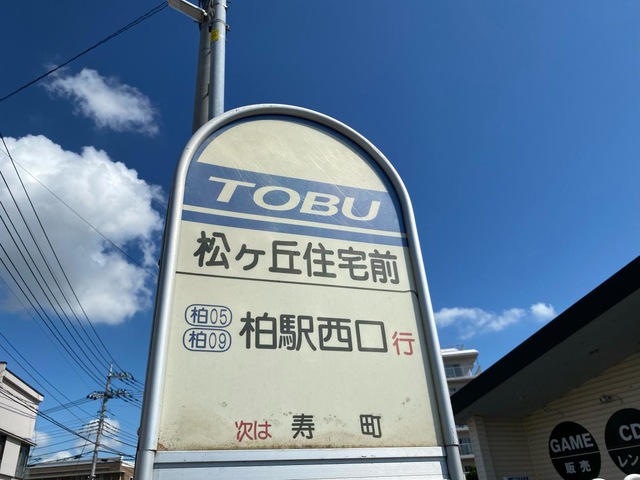 TOBU
松ヶ丘住宅前
柏05
柏09
柏駅西口行
次は 寿町
GAME
販売
CD
レン